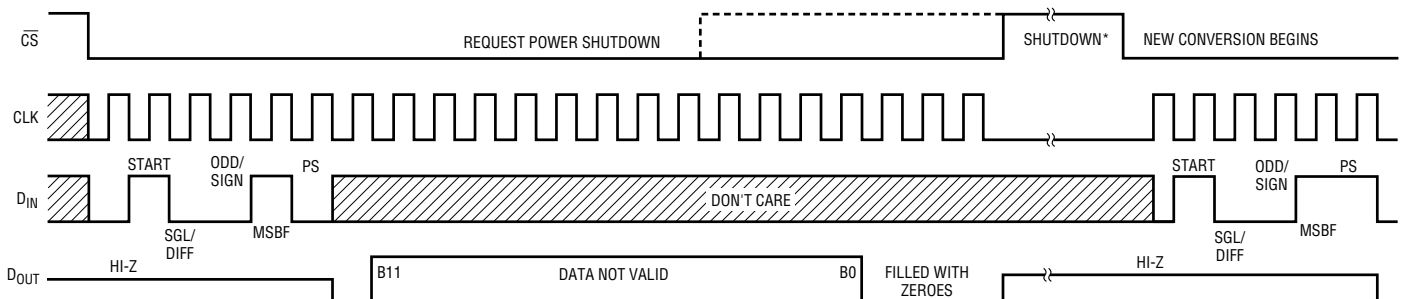 CS
REQUEST POWER SHUTDOWN
SHUTDOWN*
NEW CONVERSION BEGINS
CLK
START
ODD/
SIGN
PS
START
ODD/
SIGN
PS
DIN
DON'T CARE
SGL/
DIFF
MSBF
SGL/
DIFF
MSBF
DOUT
HI-Z
B11
DATA NOT VALID
B0
FILLED WITH
ZEROES
HI-Z